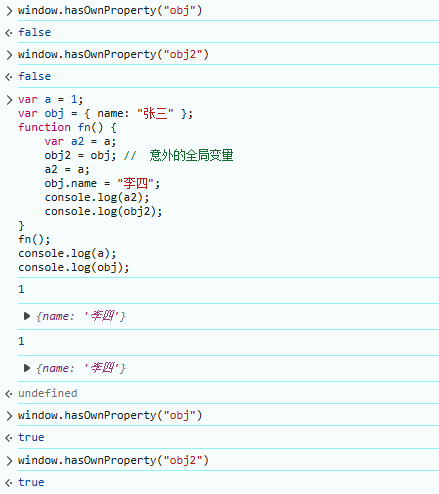 window.hasOwnProperty("obj")
false
window.hasOwnProperty("obj2")
false
var a = 1;
var obj = { name: "张三" };
function fn() {
    var a2 = a;
    obj2 = obj; //  意外的全局变量
    a2 = a;
    obj.name = "李四";
    console.log(a2);
    console.log(obj2);
}
fn();
console.log(a);
console.log(obj);
1
{name: '李四'}
1
{name: '李四'}
undefined
window.hasOwnProperty("obj")
true
window.hasOwnProperty("obj2")
true